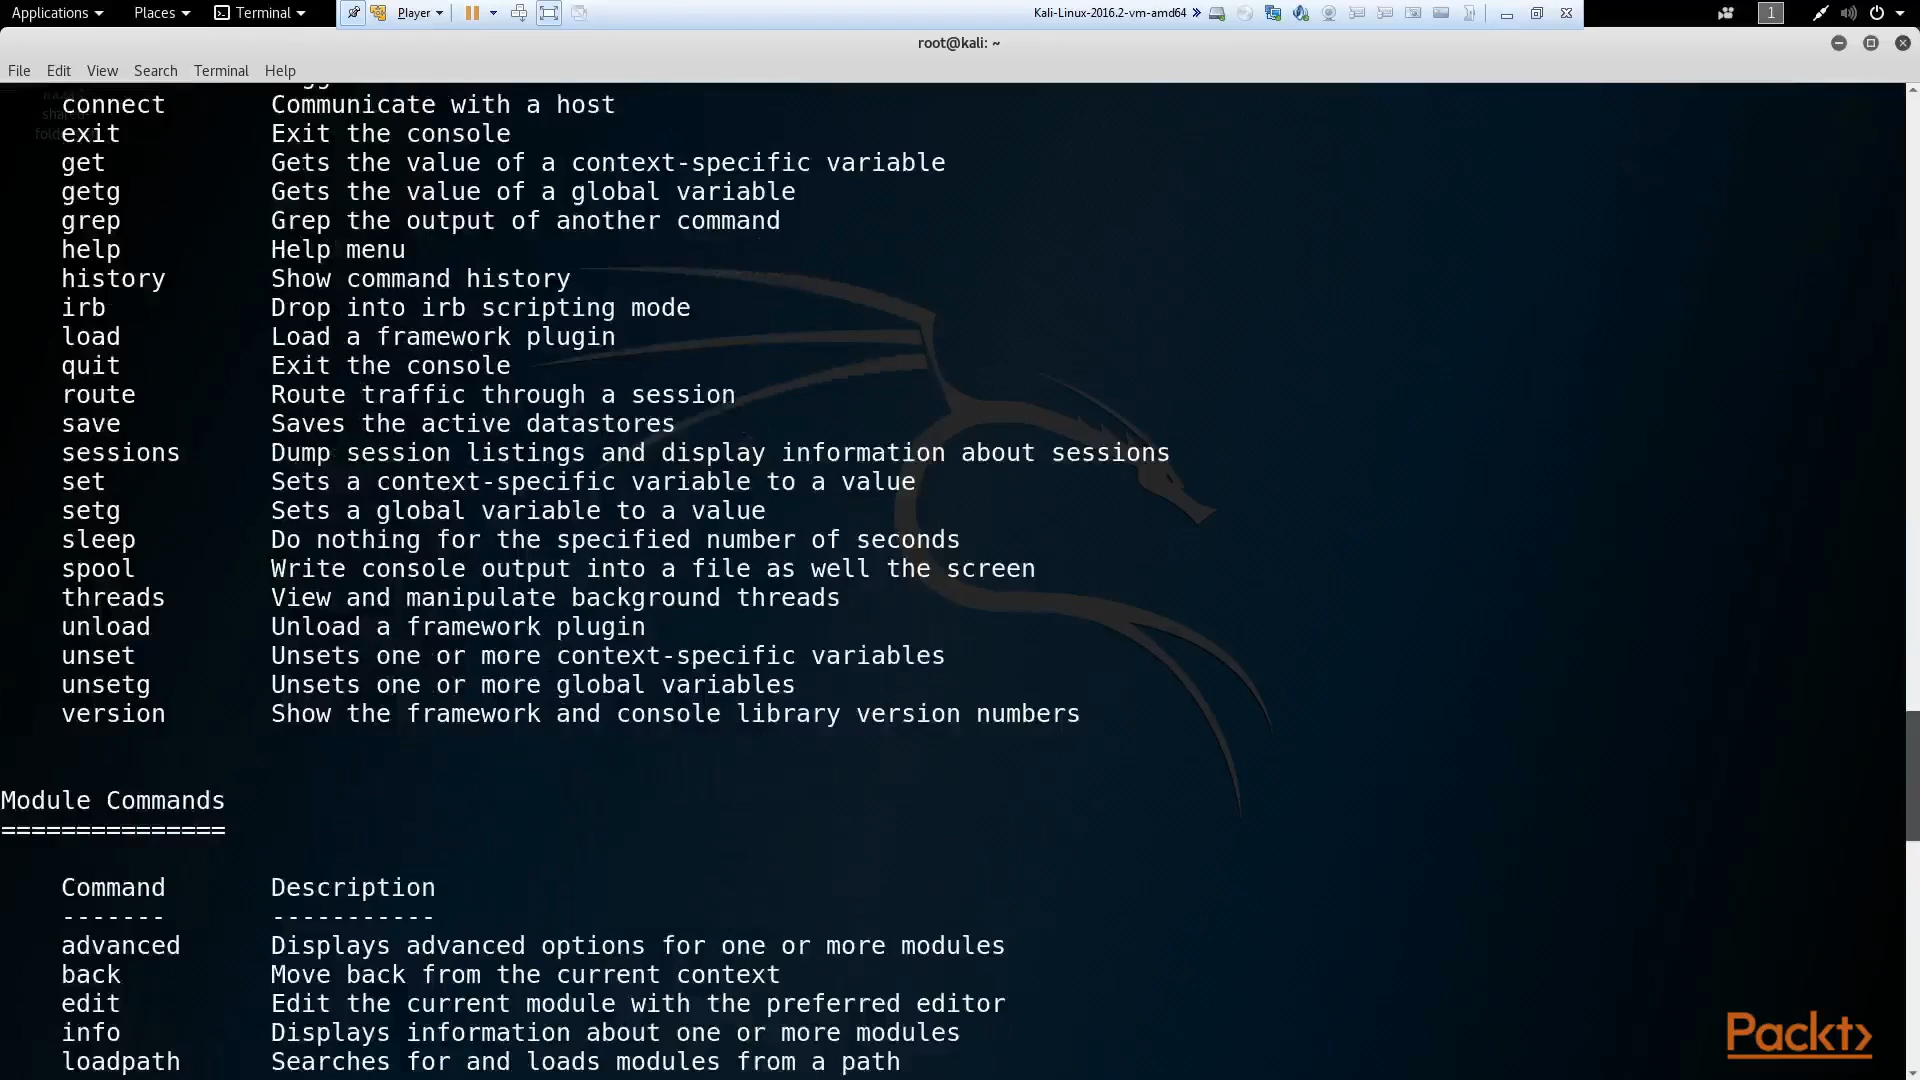 Applications Places Terminal Player Kali-Linux-2016.2-vm-amd64 1
root@kali: ~
File Edit View Search Terminal Help
connect Communicate with a host
exit Exit the console
get Gets the value of a context-specific variable
getg Gets the value of a global variable
grep Grep the output of another command
help Help menu
history Show command history
irb Drop into irb scripting mode
load Load a framework plugin
quit Exit the console
route Route traffic through a session
save Saves the active datastores
sessions Dump session listings and display information about sessions
set Sets a context-specific variable to a value
setg Sets a global variable to a value
sleep Do nothing for the specified number of seconds
spool Write console output into a file as well the screen
threads View and manipulate background threads
unload Unload a framework plugin
unset Unsets one or more context-specific variables
unsetg Unsets one or more global variables
version Show the framework and console library version numbers
Module Commands
===============
Command Description
------- -----------
advanced Displays advanced options for one or more modules
back Move back from the current context
edit Edit the current module with the preferred editor
info Displays information about one or more modules
loadpath Searches for and loads modules from a path
Packt>